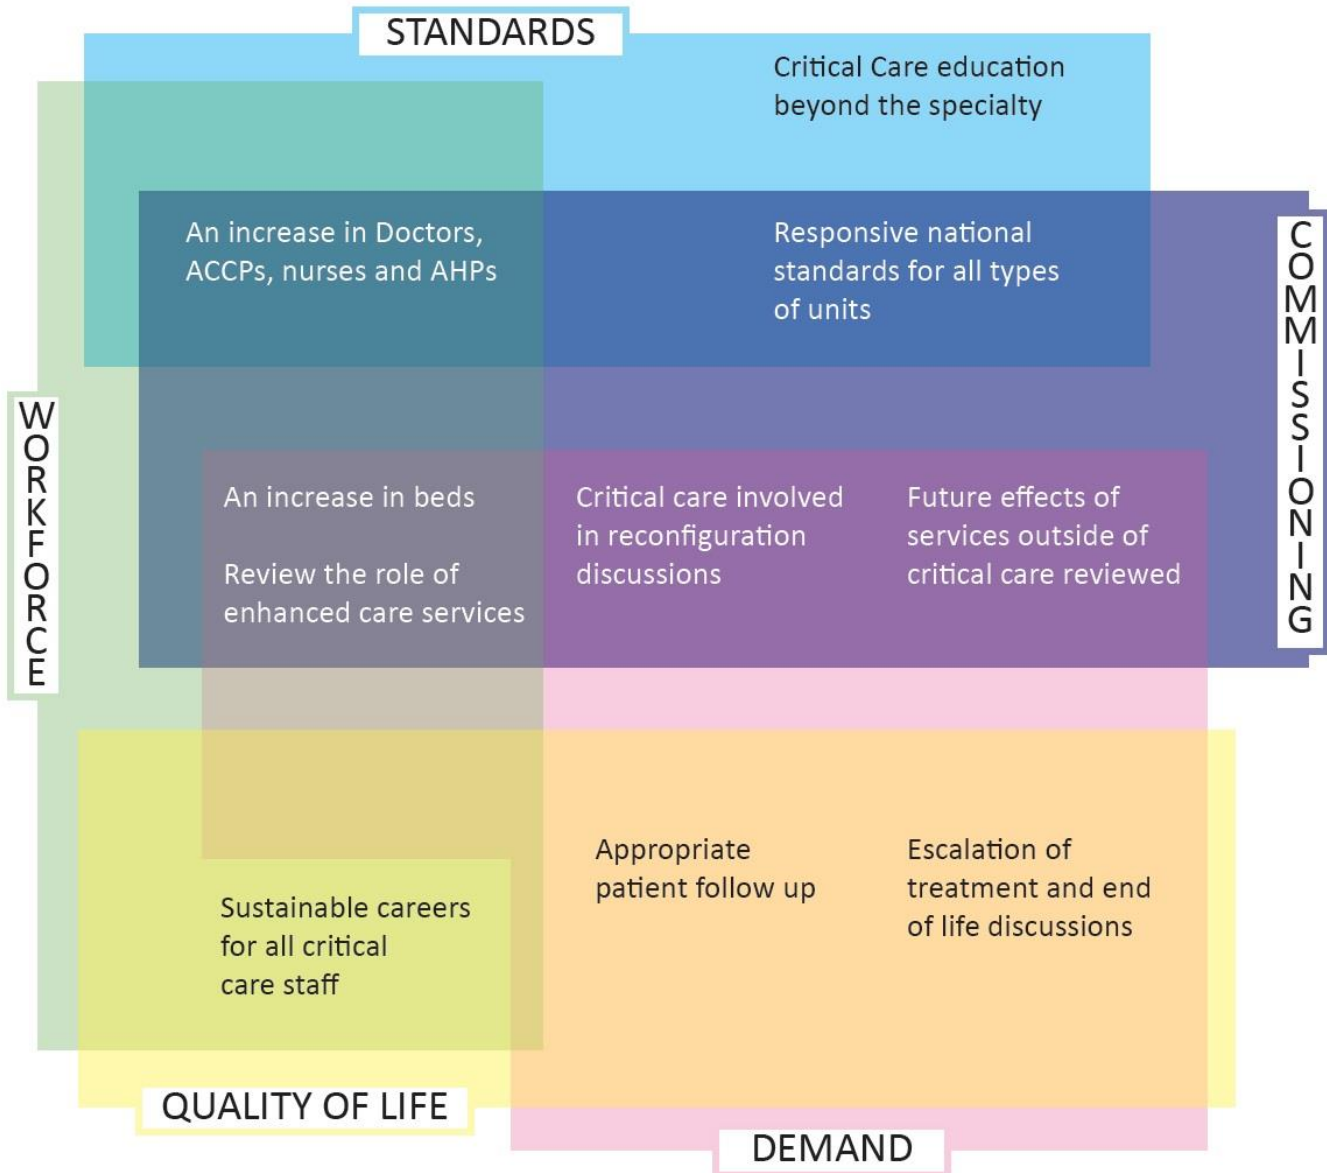 STANDARDS
Critical Care education
beyond the specialty
An increase in Doctors,
ACCPs, nurses and AHPs
Responsive national
standards for all types
of units
COMMISSIONING
WORKFORCE
An increase in beds
Review the role of
enhanced care services
Critical care involved
in reconfiguration
discussions
Future effects of
services outside of
critical care reviewed
Sustainable careers
for all critical
care staff
Appropriate
patient follow up
Escalation of
treatment and end
of life discussions
QUALITY OF LIFE
DEMAND